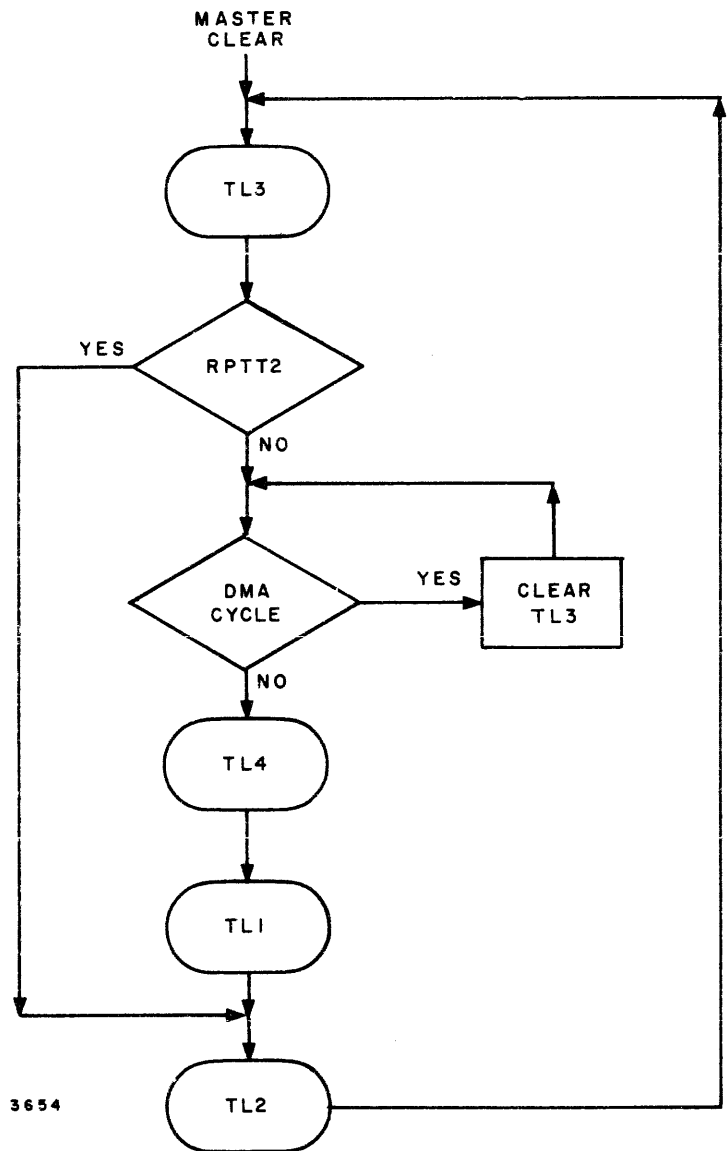 MASTER
CLEAR
TL3
YES
RPTT2
NO
DMA
CYCLE
YES
CLEAR
TL3
NO
TL4
TL1
TL2
3654